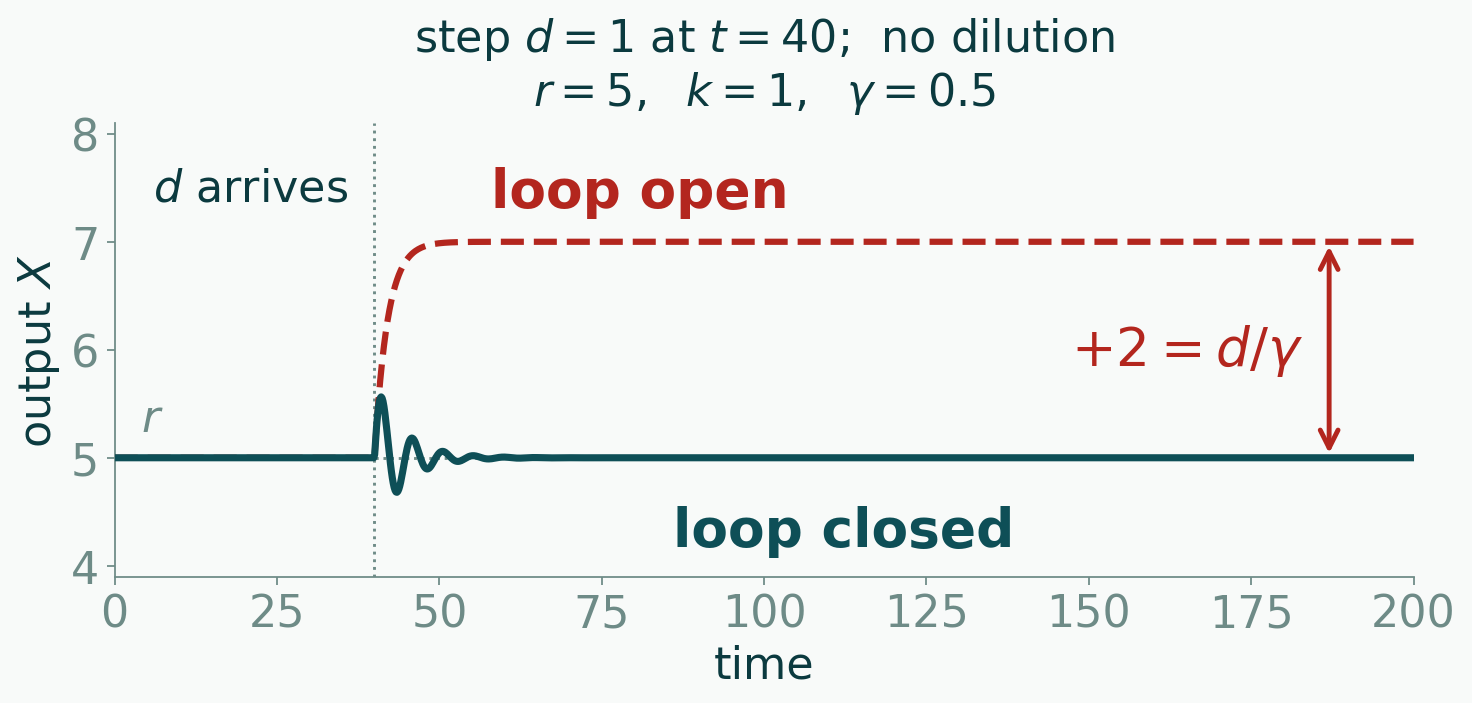 step d = 1 at t = 40;  no dilution
r = 5,   k = 1,   γ = 0.5
output X
8
7
6
5
4
d arrives
loop open
+2 = d/γ
r
loop closed
0 25 50 75 100 125 150 175 200
time